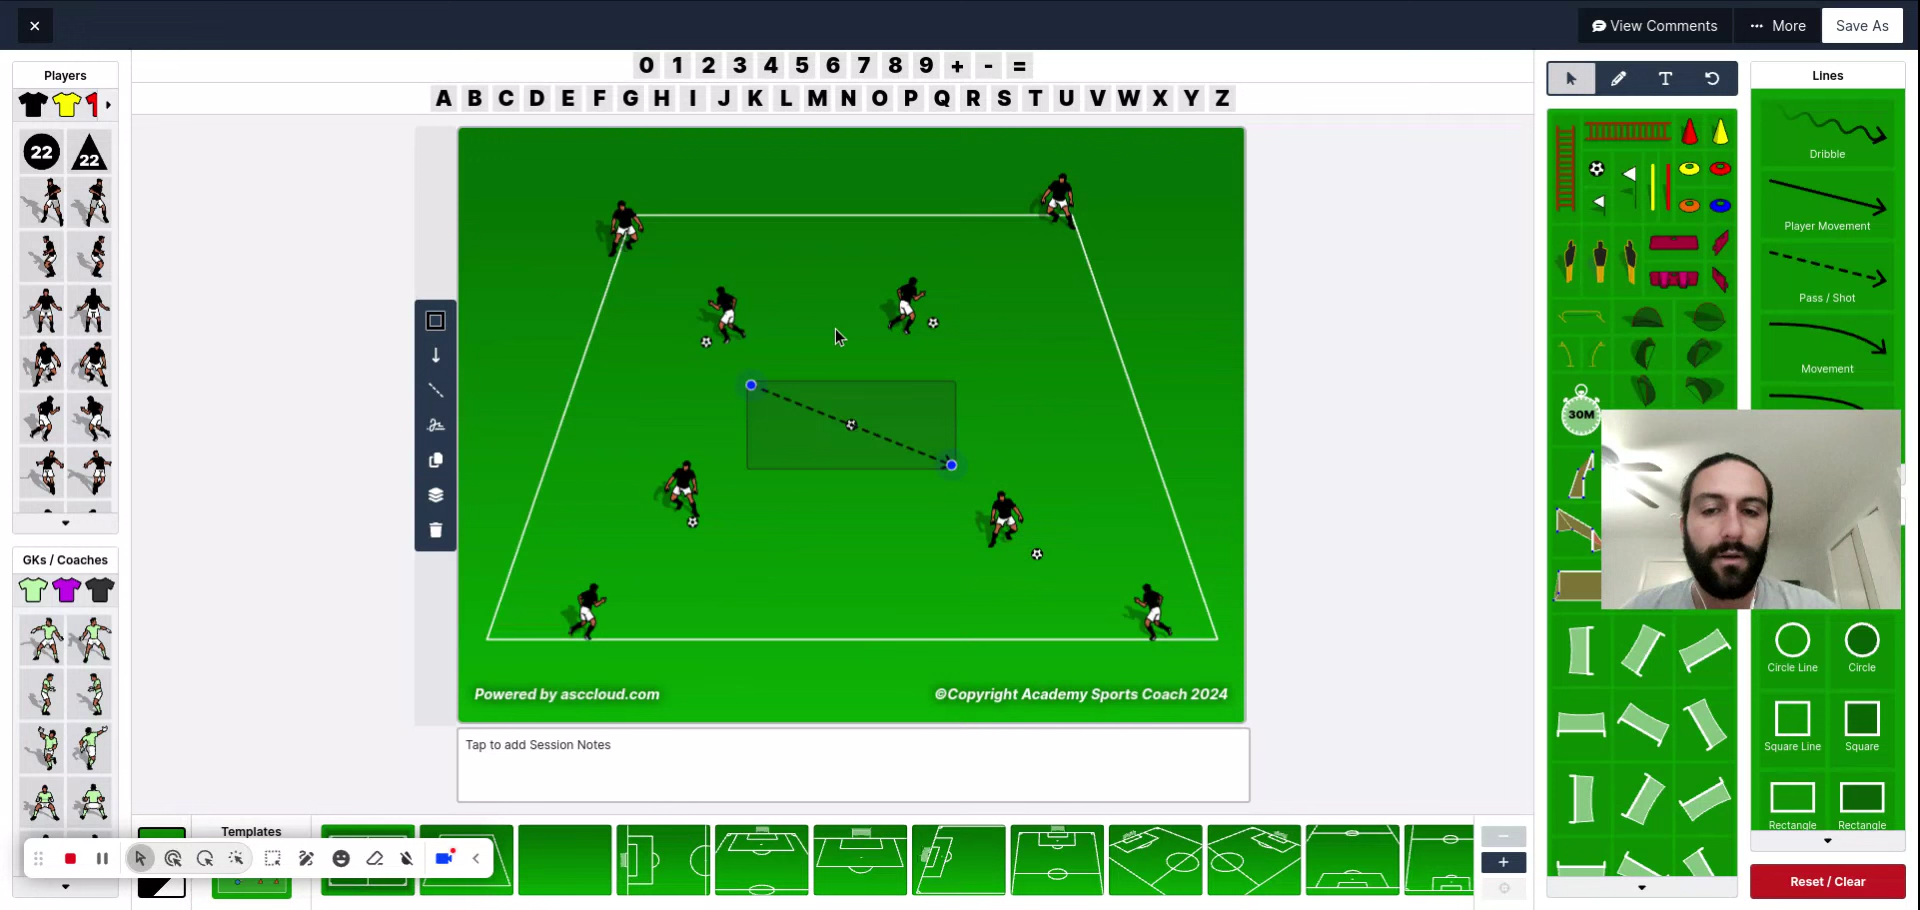 View Comments
More
Save As
Players
0 1 2 3 4 5 6 7 8 9 + - =
A B C D E F G H I J K L M N O P Q R S T U V W X Y Z
Lines
22
22
Dribble
Player Movement
Pass / Shot
Movement
30M
GKs / Coaches
Circle Line
Circle
Square Line
Square
Rectangle
Rectangle
Powered by asccloud.com
©Copyright Academy Sports Coach 2024
Tap to add Session Notes
Templates
Reset / Clear